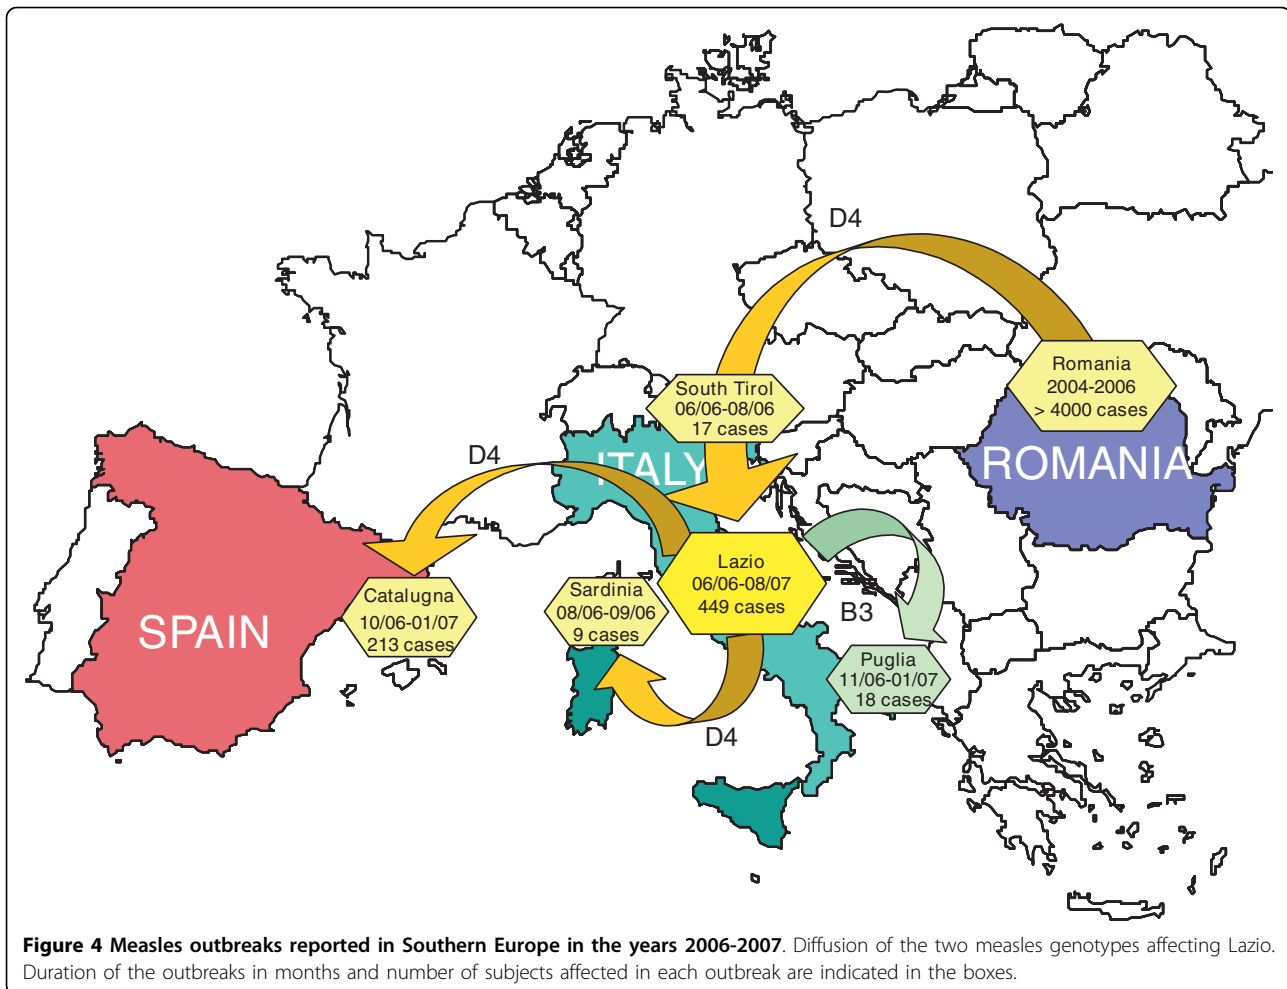 D4
Romania
2004-2006
> 4000 cases
South Tirol
06/06-08/06
17 cases
D4
ITALY
ROMANIA
Lazio
06/06-08/07
449 cases
Sardinia
08/06-09/06
9 cases
Catalugna
10/06-01/07
213 cases
B3
SPAIN
Puglia
11/06-01/07
18 cases
D4
Figure 4 Measles outbreaks reported in Southern Europe in the years 2006-2007. Diffusion of the two measles genotypes affecting Lazio.
Duration of the outbreaks in months and number of subjects affected in each outbreak are indicated in the boxes.